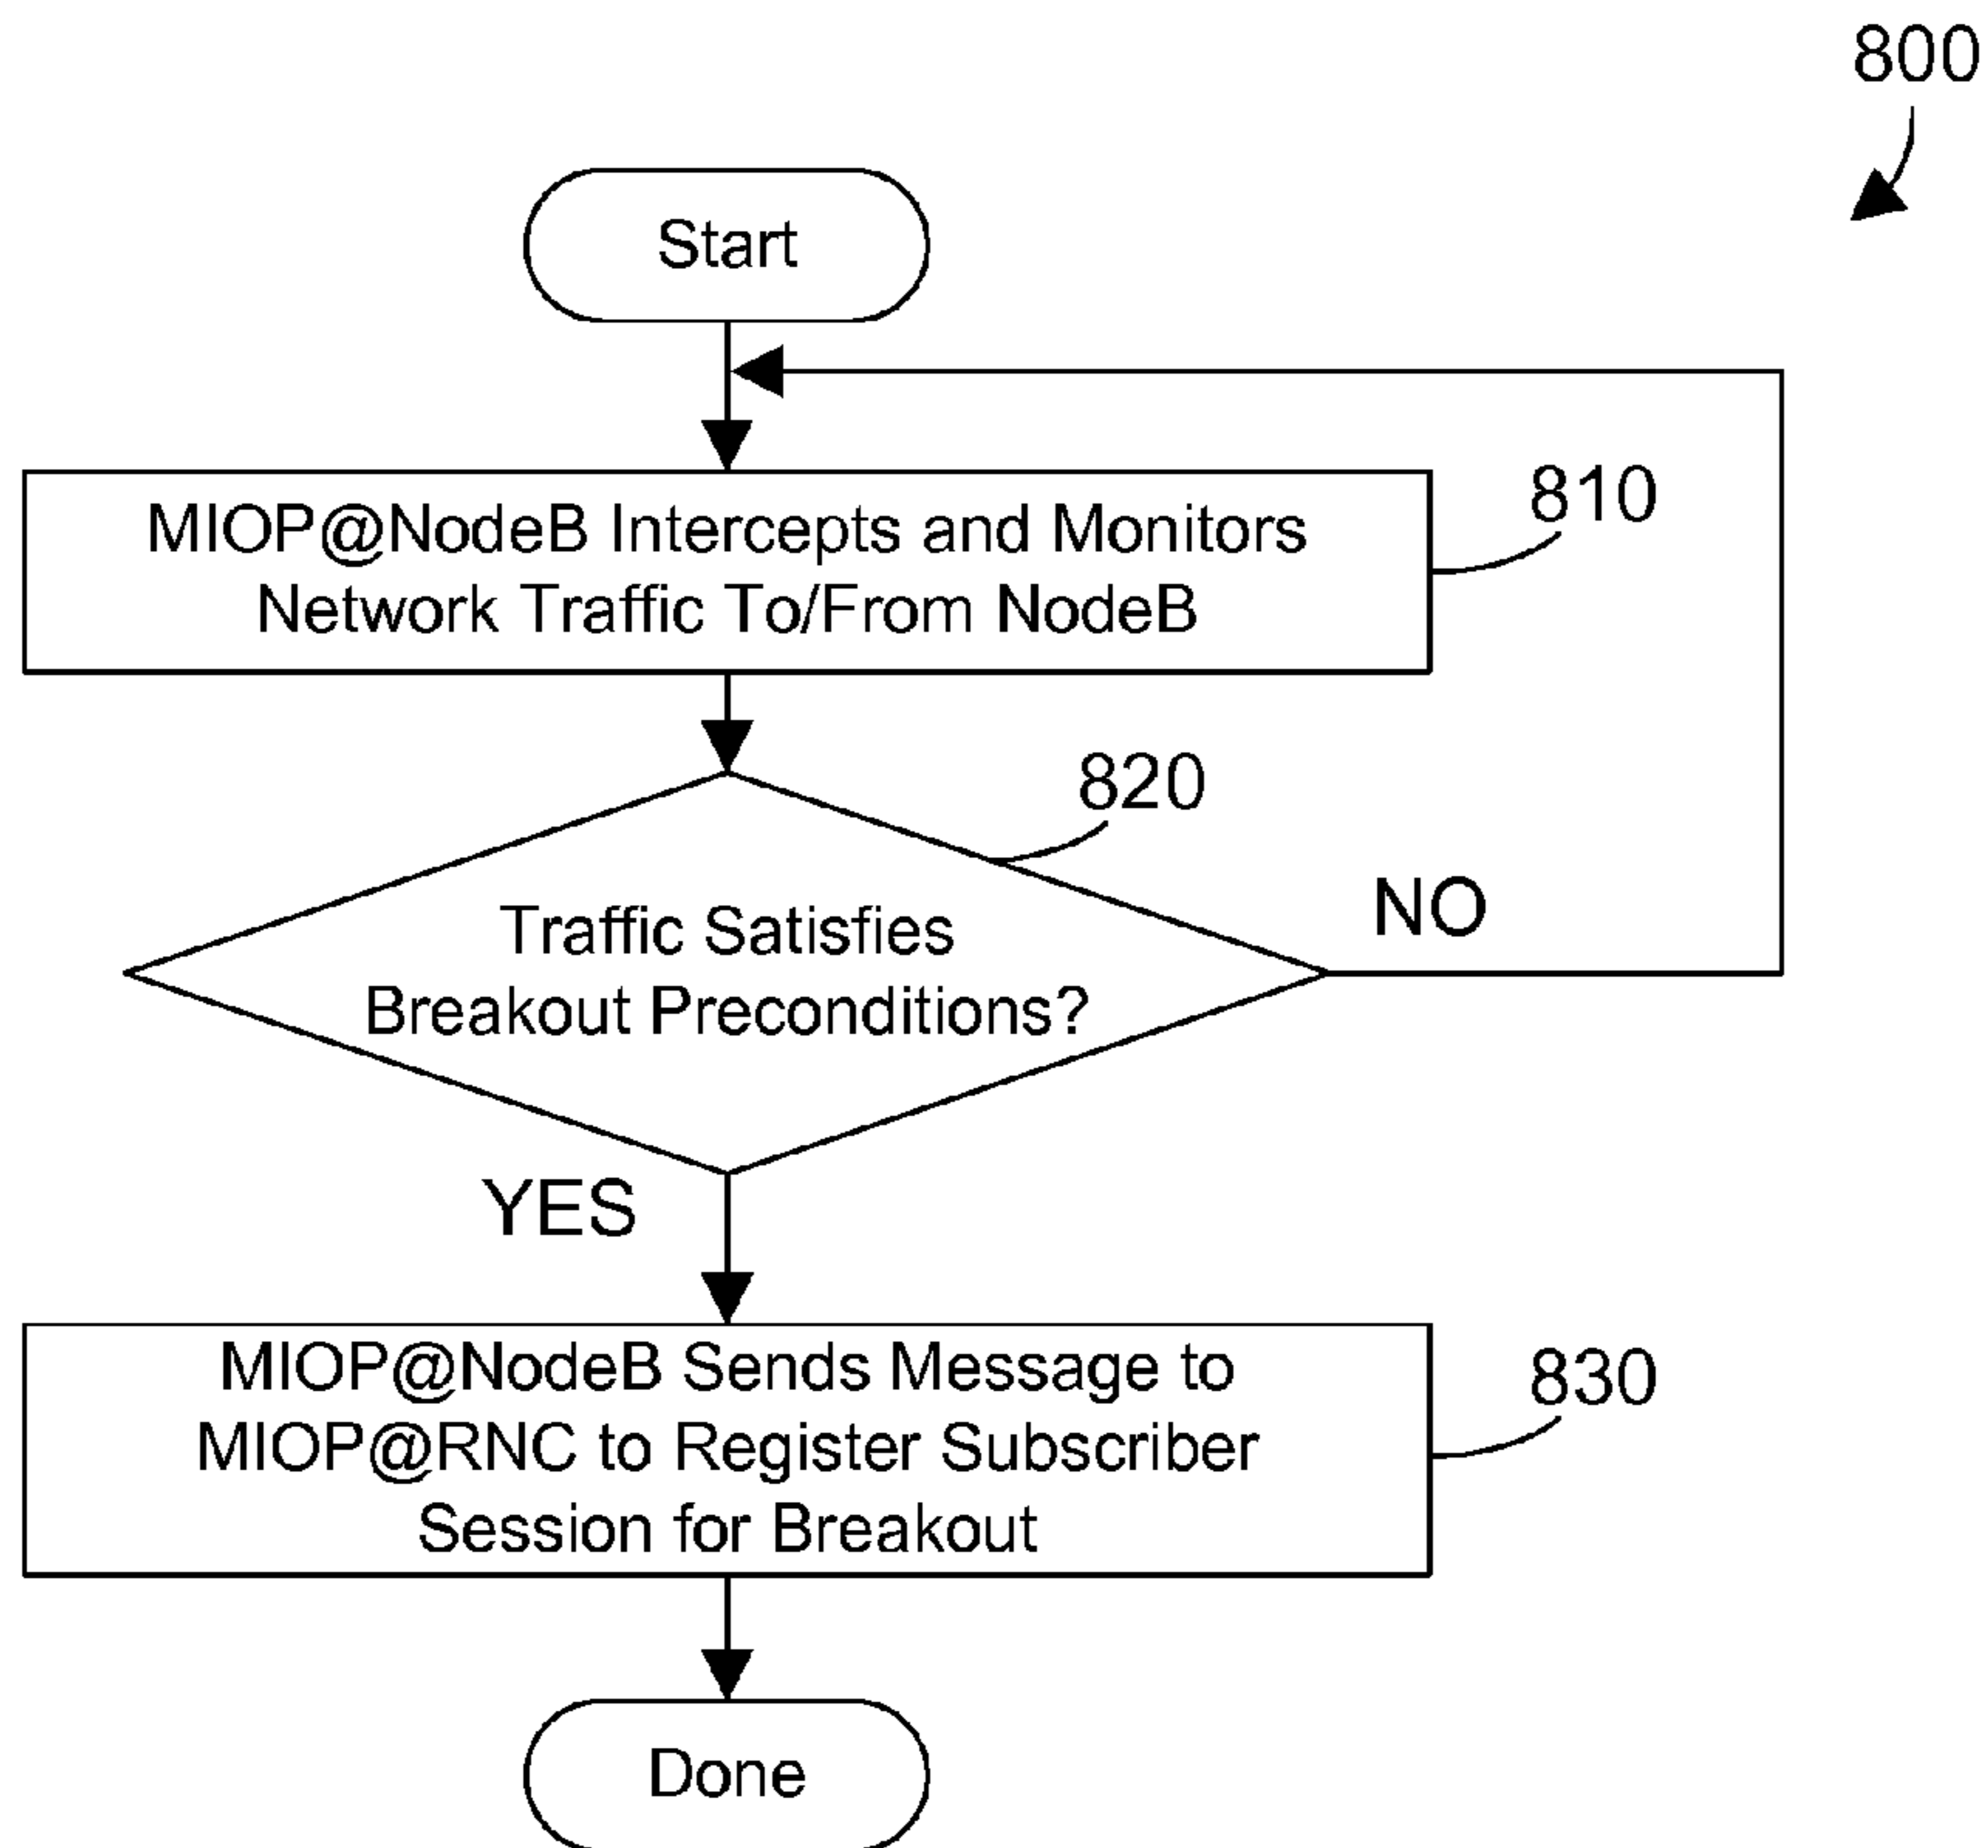 800
Start
MIOP@NodeB Intercepts and Monitors
Network Traffic To/From NodeB
810
820
Traffic Satisfies
Breakout Preconditions?
NO
YES
MIOP@NodeB Sends Message to
MIOP@RNC to Register Subscriber
Session for Breakout
830
Done